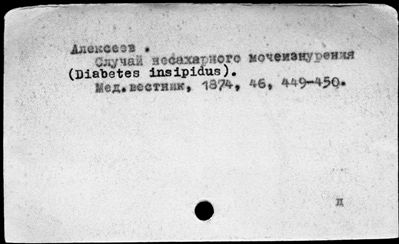 Алексеев .
Случай несахарного мочеизнурения
(Diabetes insipidus).
Мед.вестник, 1874, 46, 449-450.
д